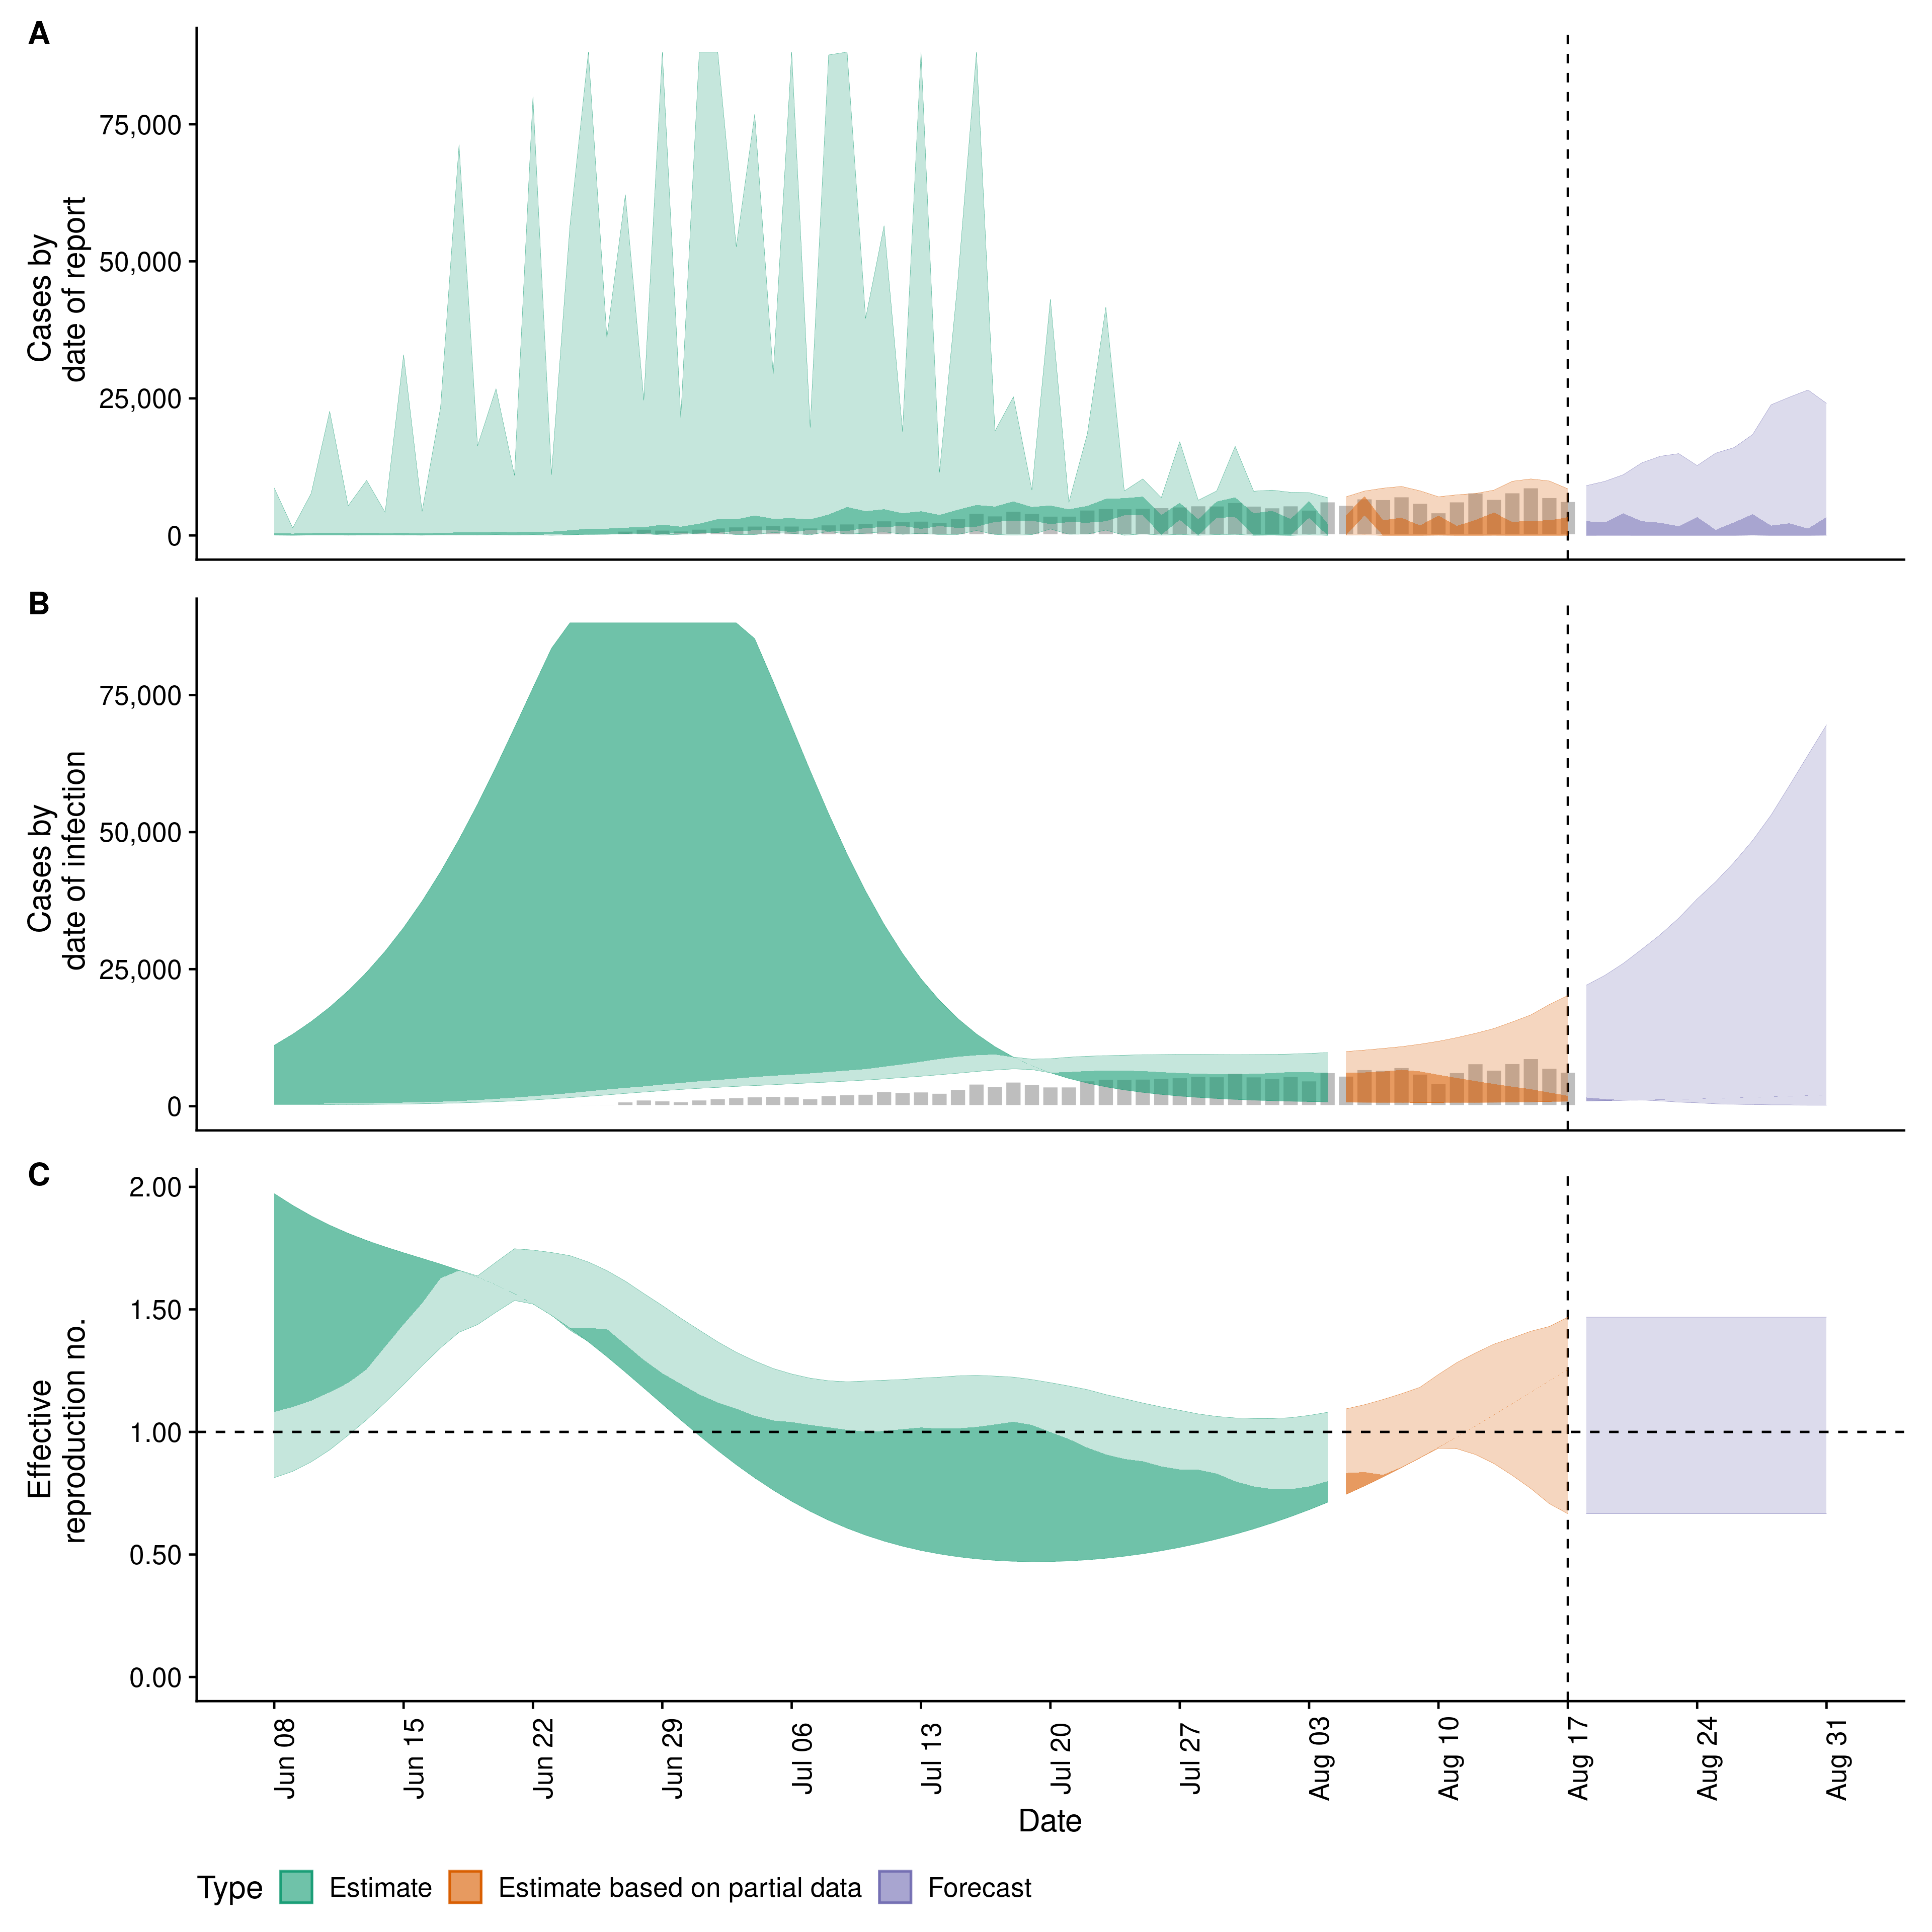 A
Cases by
date of report
75,000
50,000
25,000
0
B
Cases by
date of infection
75,000
50,000
25,000
0
C
Effective
reproduction no.
2.00
1.50
1.00
0.50
0.00
Jun 08
Jun 15
Jun 22
Jun 29
Jul 06
Jul 13
Jul 20
Jul 27
Aug 03
Aug 10
Aug 17
Aug 24
Aug 31
Date
Type Estimate Estimate based on partial data Forecast